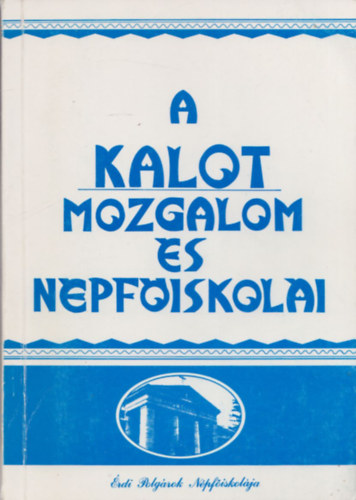 A
KALOT
MOZGALOM
ES
NEPFŐISKOLAI
Érdi Polgárok Népfőiskolája